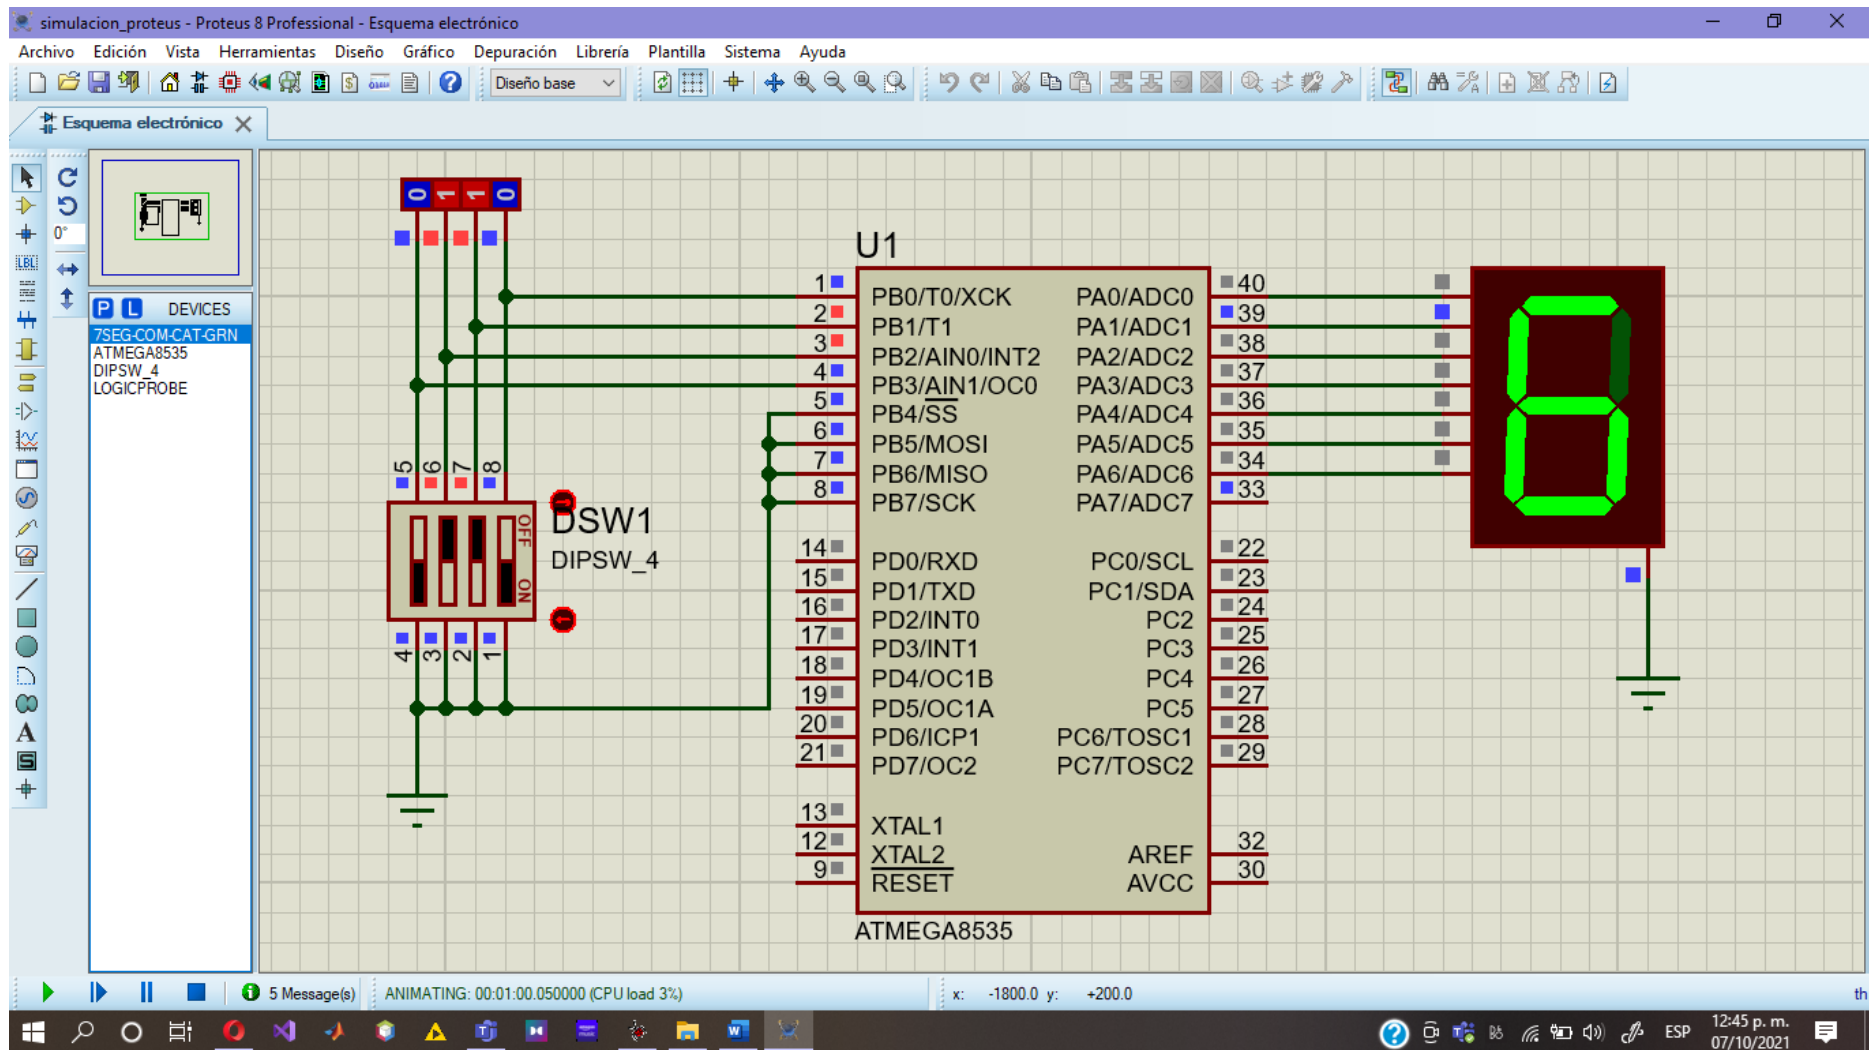 simulacion_proteus - Proteus 8 Professional - Esquema electrónico
Archivo Edición Vista Herramientas Diseño Gráfico Depuración Librería Plantilla Sistema Ayuda
Diseño base
Esquema electrónico
0°
LBL
A
S
P L DEVICES
7SEG-COM-CAT-GRN
ATMEGA8535
DIPSW_4
LOGICPROBE
0 1 1 0
5 6 7 8
OFF
ON
4 3 2 1
DSW1
DIPSW_4
U1
1 PB0/T0/XCK PA0/ADC0 40
2 PB1/T1 PA1/ADC1 39
3 PB2/AIN0/INT2 PA2/ADC2 38
4 PB3/AIN1/OC0 PA3/ADC3 37
5 PB4/SS PA4/ADC4 36
6 PB5/MOSI PA5/ADC5 35
7 PB6/MISO PA6/ADC6 34
8 PB7/SCK PA7/ADC7 33
14 PD0/RXD PC0/SCL 22
15 PD1/TXD PC1/SDA 23
16 PD2/INT0 PC2 24
17 PD3/INT1 PC3 25
18 PD4/OC1B PC4 26
19 PD5/OC1A PC5 27
20 PD6/ICP1 PC6/TOSC1 28
21 PD7/OC2 PC7/TOSC2 29
13 XTAL1
12 XTAL2 AREF 32
9 RESET AVCC 30
ATMEGA8535
6
5 Message(s) ANIMATING: 00:01:00.050000 (CPU load 3%) x: -1800.0 y: +200.0 th
ESP 12:45 p. m.
07/10/2021